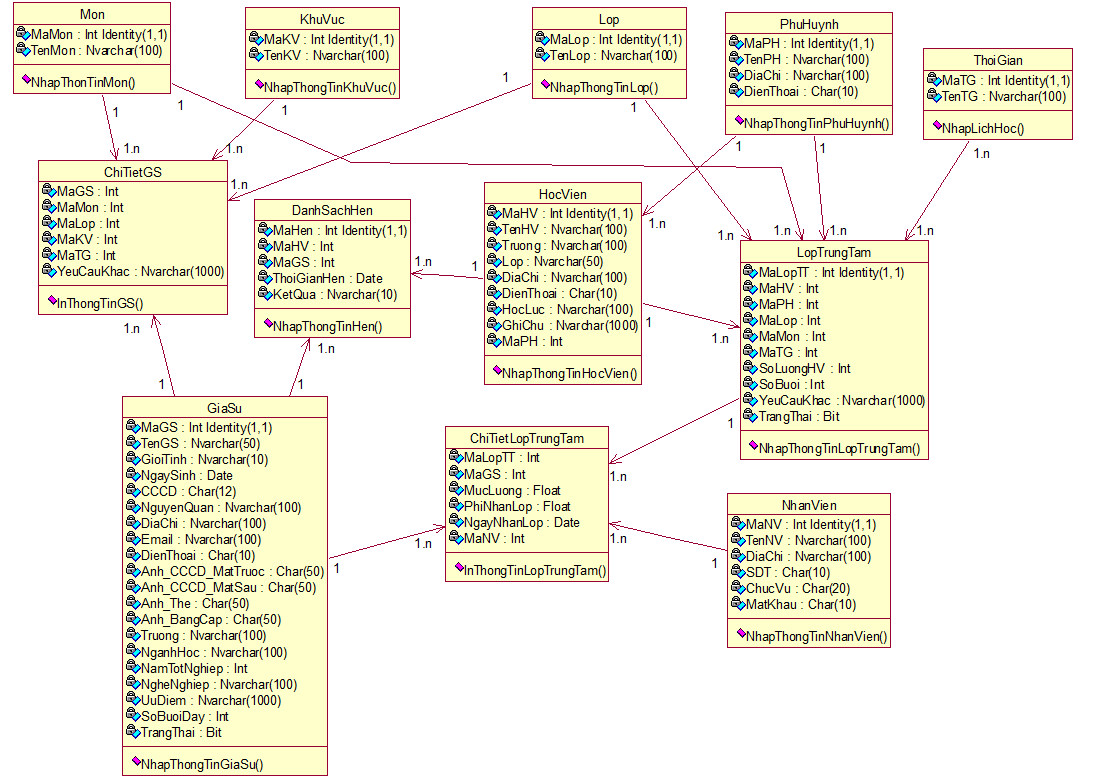 Mon
MaMon : Int Identity(1,1)
TenMon : Nvarchar(100)
NhapThonTinMon()
KhuVuc
MaKV : Int Identity(1,1)
TenKV : Nvarchar(100)
NhapThongTinKhuVuc()
Lop
MaLop : Int Identity(1,1)
TenLop : Nvarchar(100)
NhapThongTinLop()
PhuHuynh
MaPH : Int Identity(1,1)
TenPH : Nvarchar(100)
DiaChi : Nvarchar(100)
DienThoai : Char(10)
NhapThongTinPhuHuynh()
ThoiGian
MaTG : Int Identity(1,1)
TenTG : Nvarchar(100)
NhapLichHoc()
1
1
1
1
1
1
1
1.n
1.n
1.n
1.n
ChiTietGS
MaGS : Int
MaMon : Int
MaLop : Int
MaKV : Int
MaTG : Int
YeuCauKhac : Nvarchar(1000)
InThongTinGS()
1.n
DanhSachHen
MaHen : Int Identity(1,1)
MaHV : Int
MaGS : Int
ThoiGianHen : Date
KetQua : Nvarchar(10)
NhapThongTinHen()
1.n
1.n
1
HocVien
MaHV : Int Identity(1,1)
TenHV : Nvarchar(100)
Truong : Nvarchar(100)
Lop : Nvarchar(50)
DiaChi : Nvarchar(100)
DienThoai : Char(10)
HocLuc : Nvarchar(100)
GhiChu : Nvarchar(1000)
MaPH : Int
NhapThongTinHocVien()
1.n
1
1.n
1.n
1.n
1.n
1.n
LopTrungTam
MaLopTT : Int Identity(1,1)
MaHV : Int
MaPH : Int
MaLop : Int
MaMon : Int
MaTG : Int
SoLuongHV : Int
SoBuoi : Int
YeuCauKhac : Nvarchar(1000)
TrangThai : Bit
NhapThongTinLopTrungTam()
1
1
1
GiaSu
MaGS : Int Identity(1,1)
TenGS : Nvarchar(50)
GioiTinh : Nvarchar(10)
NgaySinh : Date
CCCD : Char(12)
NguyenQuan : Nvarchar(100)
DiaChi : Nvarchar(100)
Email : Nvarchar(100)
DienThoai : Char(10)
Anh_CCCD_MatTruoc : Char(50)
Anh_CCCD_MatSau : Char(50)
Anh_The : Char(50)
Anh_BangCap : Char(50)
Truong : Nvarchar(100)
NganhHoc : Nvarchar(100)
NamTotNghiep : Int
NgheNghiep : Nvarchar(100)
UuDiem : Nvarchar(1000)
SoBuoiDay : Int
TrangThai : Bit
NhapThongTinGiaSu()
1
1.n
ChiTietLopTrungTam
MaLopTT : Int
MaGS : Int
MucLuong : Float
PhiNhanLop : Float
NgayNhanLop : Date
MaNV : Int
InThongTinLopTrungTam()
1.n
1.n
1
NhanVien
MaNV : Int Identity(1,1)
TenNV : Nvarchar(100)
DiaChi : Nvarchar(100)
SDT : Char(10)
ChucVu : Char(20)
MatKhau : Char(10)
NhapThongTinNhanVien()